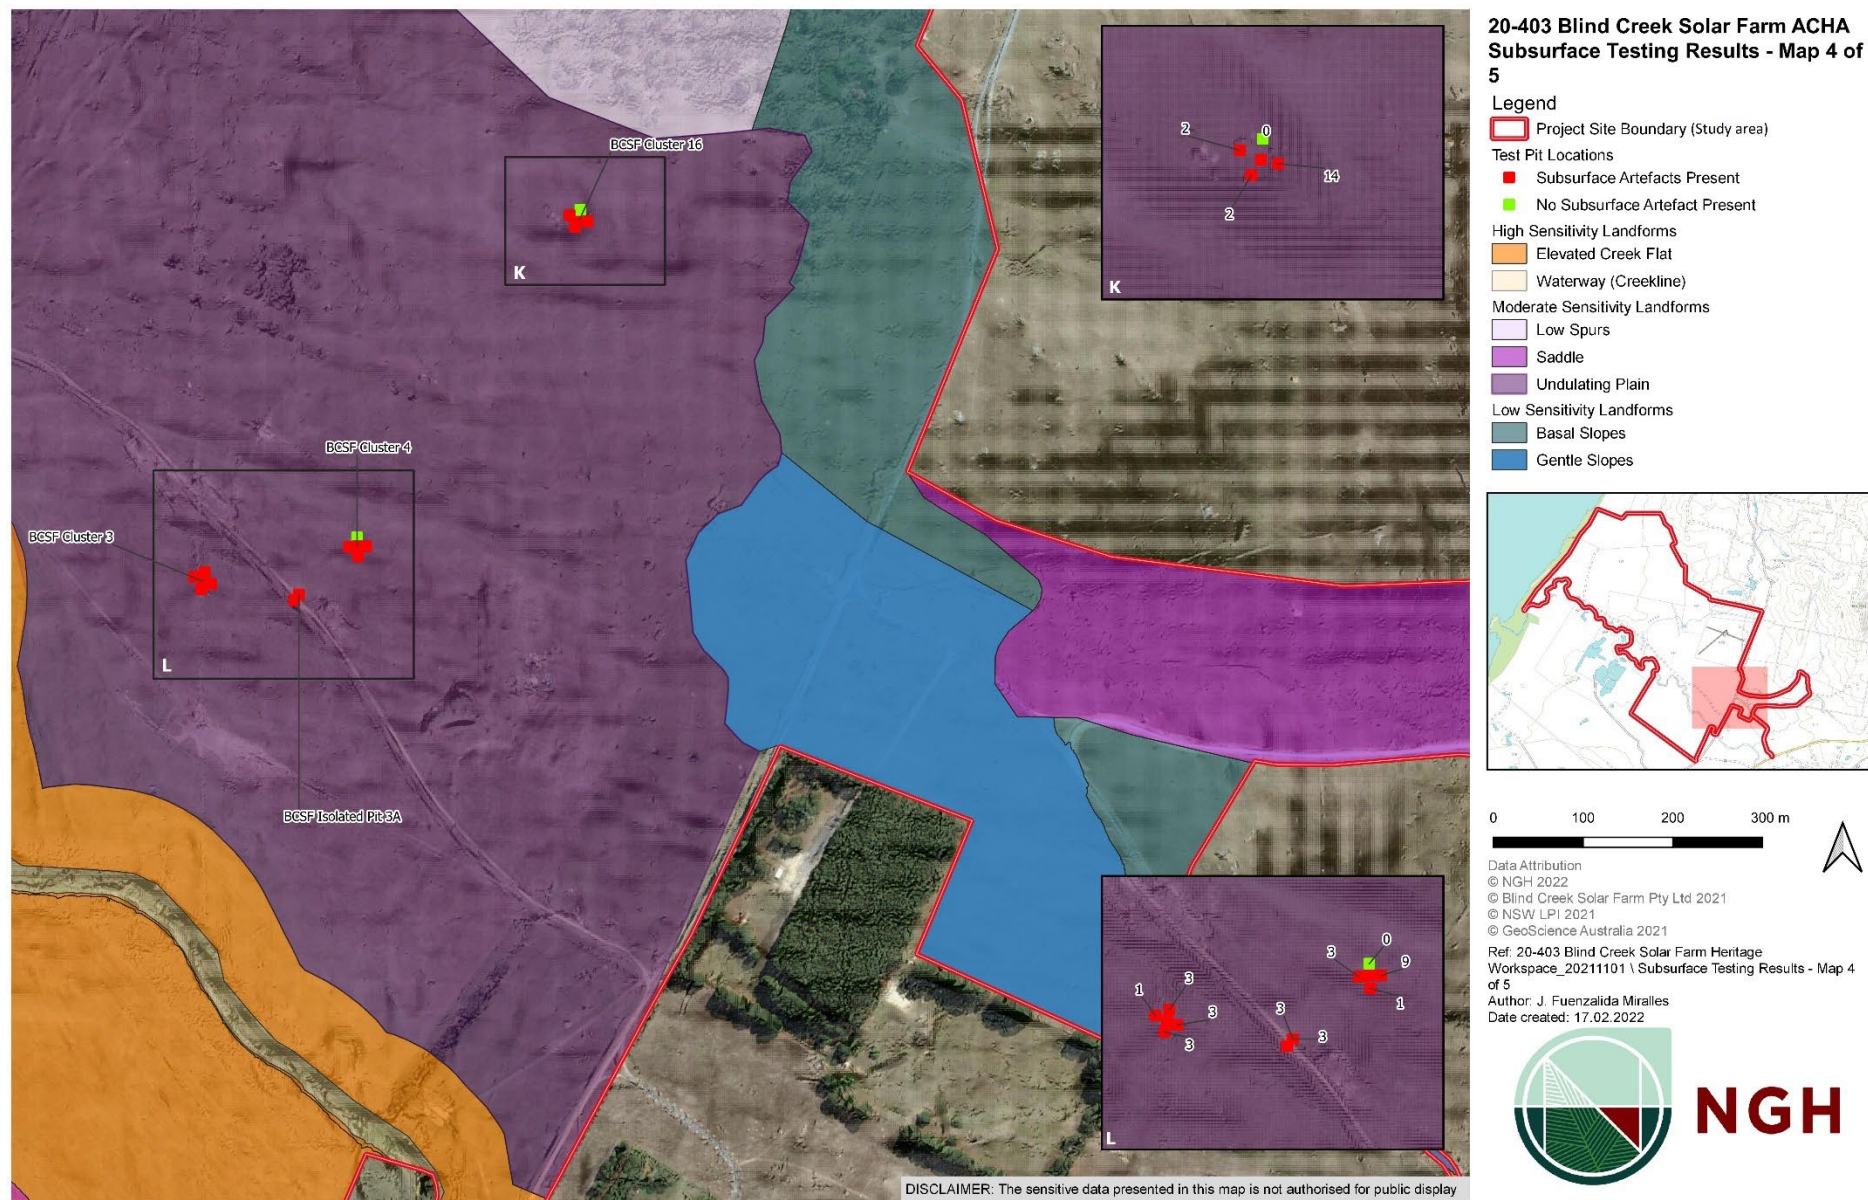 20-403 Blind Creek Solar Farm ACHA
Subsurface Testing Results - Map 4 of
5
Legend
Project Site Boundary (Study area)
Test Pit Locations
Subsurface Artefacts Present
No Subsurface Artefact Present
High Sensitivity Landforms
Elevated Creek Flat
Waterway (Creekline)
Moderate Sensitivity Landforms
Low Spurs
Saddle
Undulating Plain
Low Sensitivity Landforms
Basal Slopes
Gentle Slopes
0 100 200 300 m
Data Attribution
© NGH 2022
© Blind Creek Solar Farm Pty Ltd 2021
© NSW LPI 2021
© GeoScience Australia 2021
Ref: 20-403 Blind Creek Solar Farm Heritage
Workspace_20211101 \ Subsurface Testing Results - Map 4
of 5
Author: J. Fuenzalida Miralles
Date created: 17.02.2022
NGH
BCSF Cluster 16
K
BCSF Cluster 4
BCSF Cluster 3
L
BCSF Isolated Pit 3A
2
0
14
2
K
0
3
9
1
3
1
3
3
3
3
L
DISCLAIMER: The sensitive data presented in this map is not authorised for public display